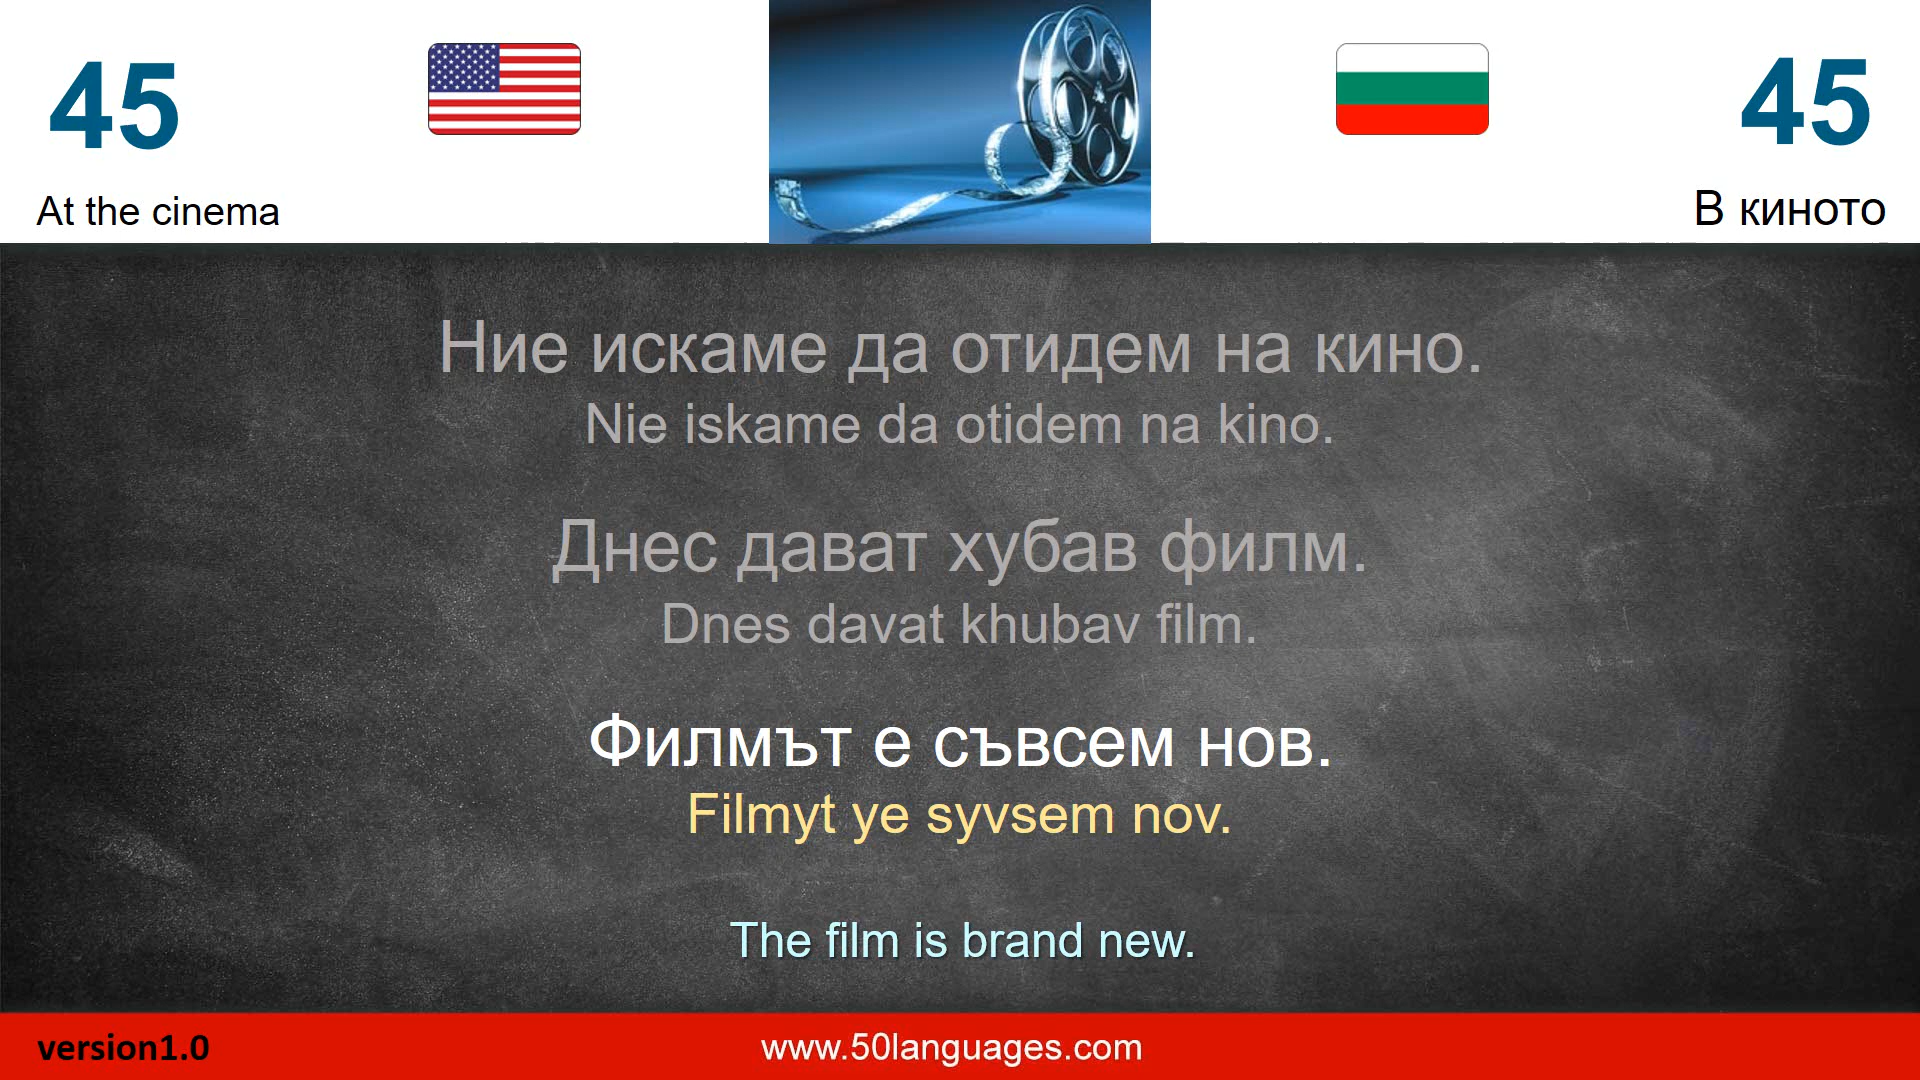 45
45
At the cinema
В киното
Ние искаме да отидем на кино.
Nie iskame da otidem na kino.
Днес дават хубав филм.
Dnes davat khubav film.
Филмът е съвсем нов.
Filmyt ye syvsem nov.
The film is brand new.
version1.0
www.50languages.com